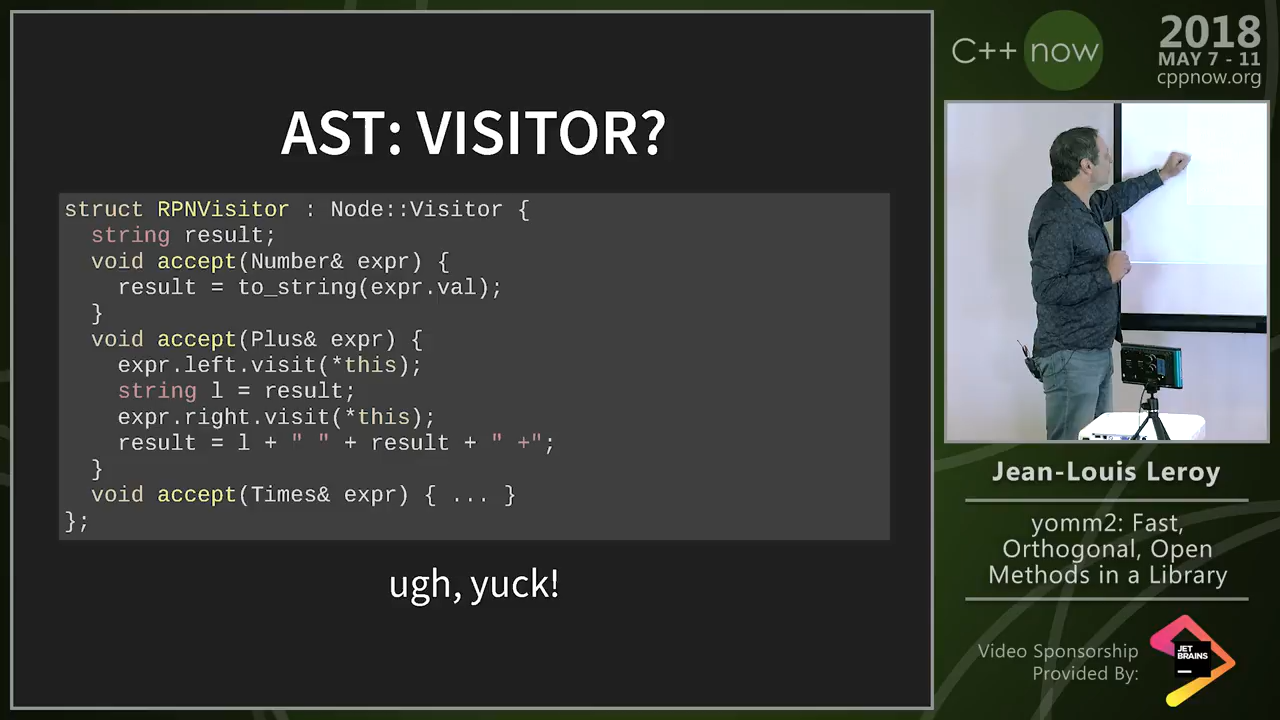 AST: VISITOR?
struct RPNVisitor : Node::Visitor {
  string result;
  void accept(Number& expr) {
    result = to_string(expr.val);
  }
  void accept(Plus& expr) {
    expr.left.visit(*this);
    string l = result;
    expr.right.visit(*this);
    result = l + " " + result + " +";
  }
  void accept(Times& expr) { ... }
};
ugh, yuck!
C++ now
2018
MAY 7 - 11
cppnow.org
Jean-Louis Leroy
yomm2: Fast,
Orthogonal, Open
Methods in a Library
Video Sponsorship
Provided By:
JET
BRAINS